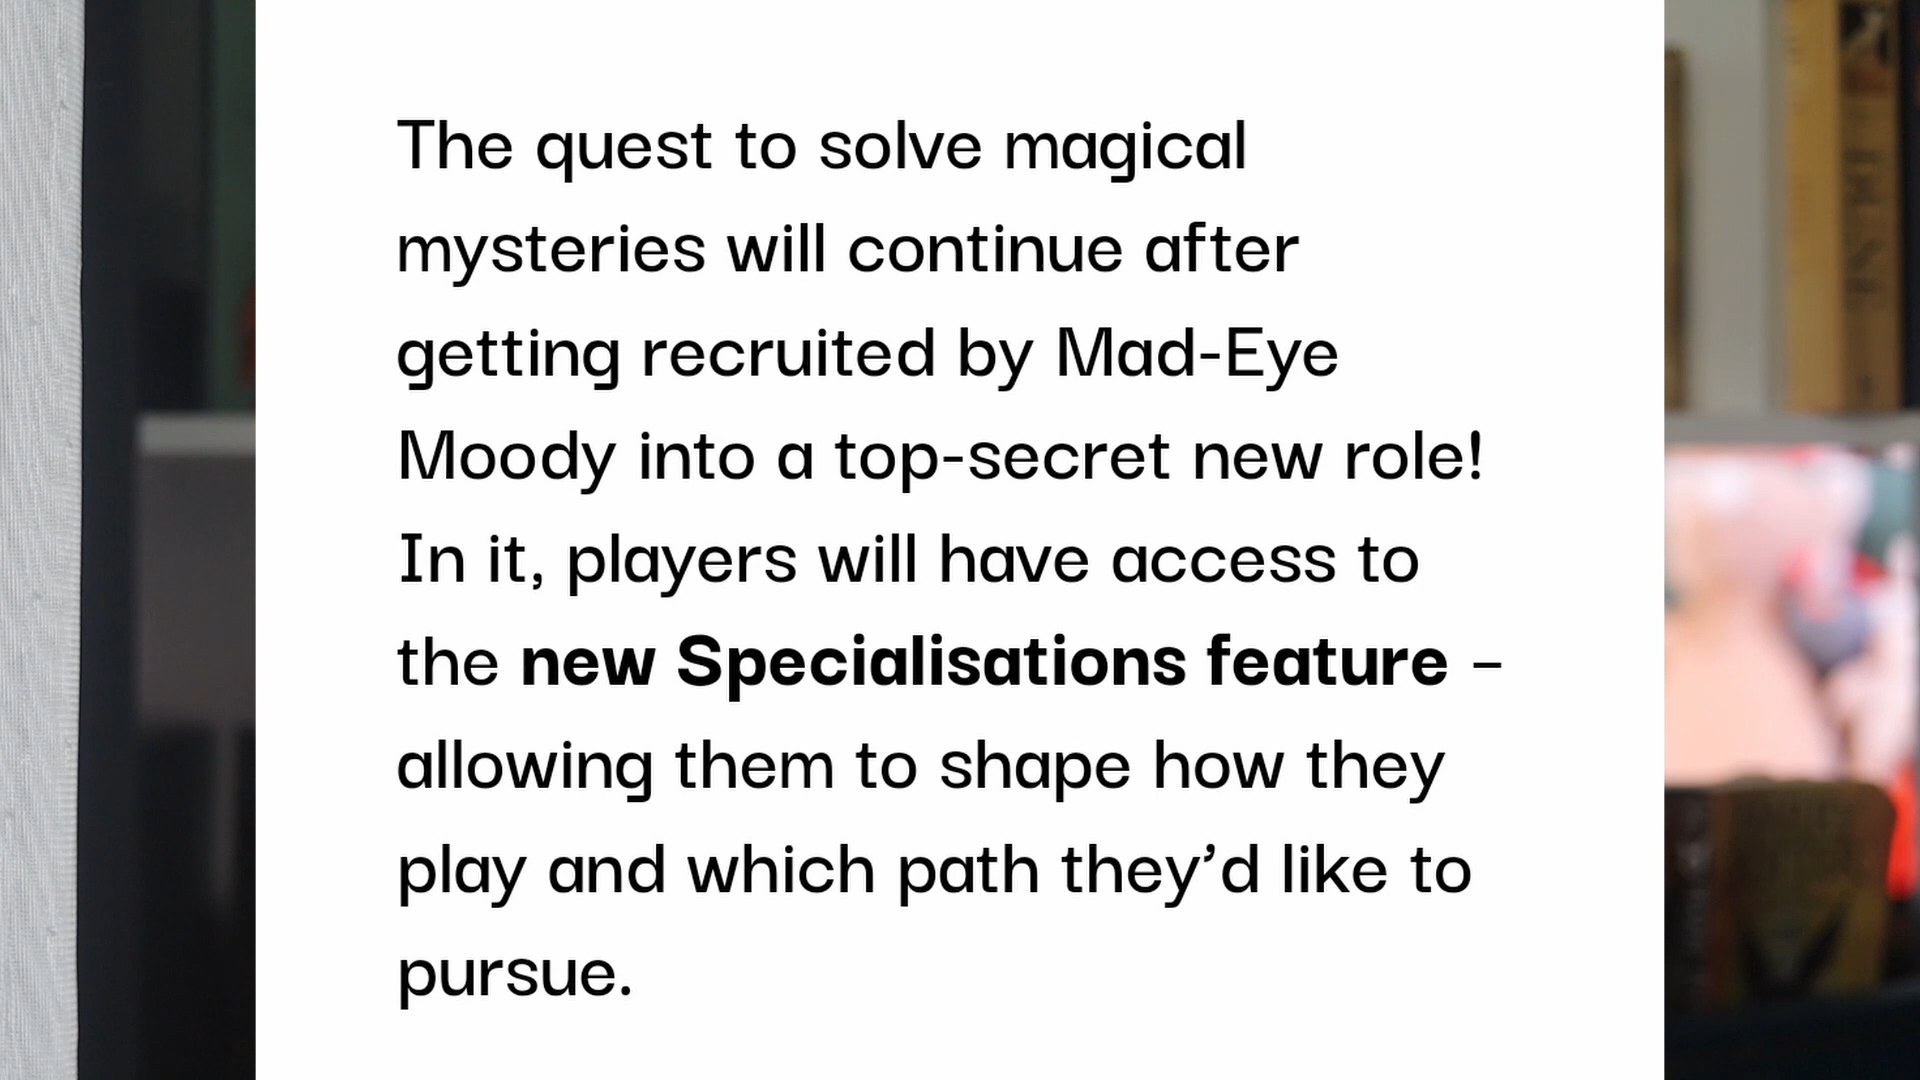 The quest to solve magical
mysteries will continue after
getting recruited by Mad-Eye
Moody into a top-secret new role!
In it, players will have access to
the new Specialisations feature –
allowing them to shape how they
play and which path they’d like to
pursue.